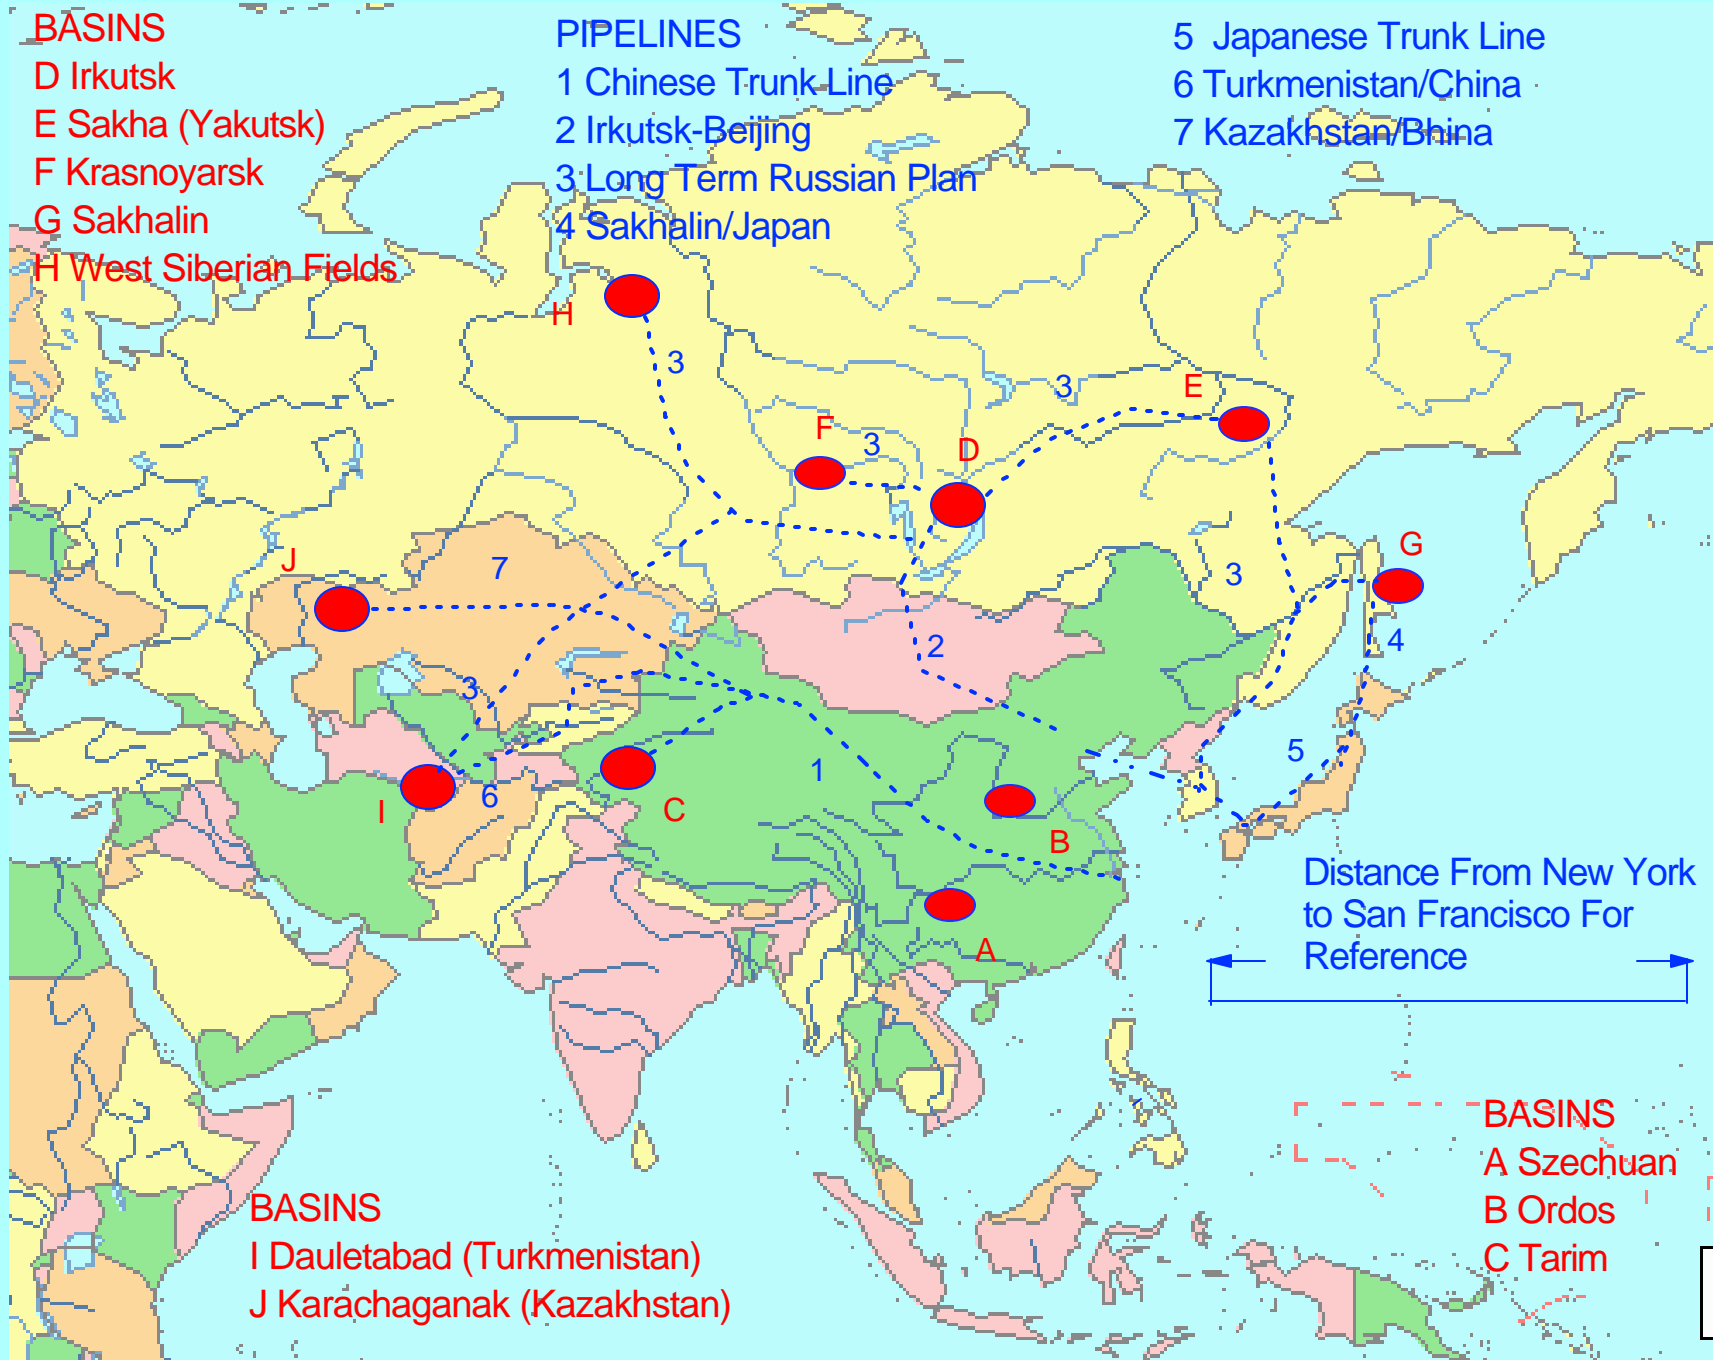 BASINS
D Irkutsk
E Sakha (Yakutsk)
F Krasnoyarsk
G Sakhalin
H West Siberian Fields
PIPELINES
1 Chinese Trunk Line
2 Irkutsk-Beijing
3 Long Term Russian Plan
4 Sakhalin/Japan
5 Japanese Trunk Line
6 Turkmenistan/China
7 Kazakhstan/Bhina
H
3
F
3
D
3
E
J
7
3
G
2
4
3
5
1
I
6
C
B
A
Distance From New York
to San Francisco For
Reference
BASINS
A Szechuan
B Ordos
C Tarim
BASINS
I Dauletabad (Turkmenistan)
J Karachaganak (Kazakhstan)